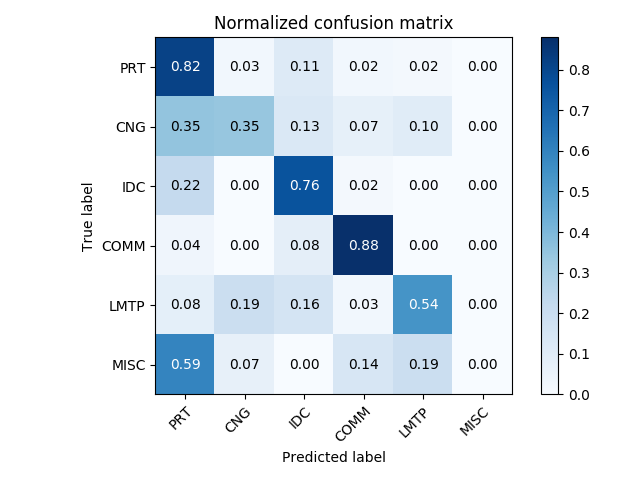 Normalized confusion matrix
True label
PRT 0.82 0.03 0.11 0.02 0.02 0.00
CNG 0.35 0.35 0.13 0.07 0.10 0.00
IDC 0.22 0.00 0.76 0.02 0.00 0.00
COMM 0.04 0.00 0.08 0.88 0.00 0.00
LMTP 0.08 0.19 0.16 0.03 0.54 0.00
MISC 0.59 0.07 0.00 0.14 0.19 0.00
PRT CNG IDC COMM LMTP MISC
Predicted label
0.8
0.7
0.6
0.5
0.4
0.3
0.2
0.1
0.0